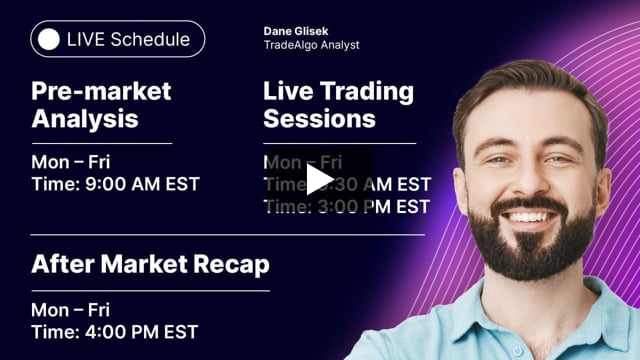 LIVE Schedule
Dane Glisek
TradeAlgo Analyst
Pre-market
Analysis
Mon – Fri
Time: 9:00 AM EST
Live Trading
Sessions
Mon – Fri
Time: 9:30 AM EST
Time: 3:00 PM EST
After Market Recap
Mon – Fri
Time: 4:00 PM EST